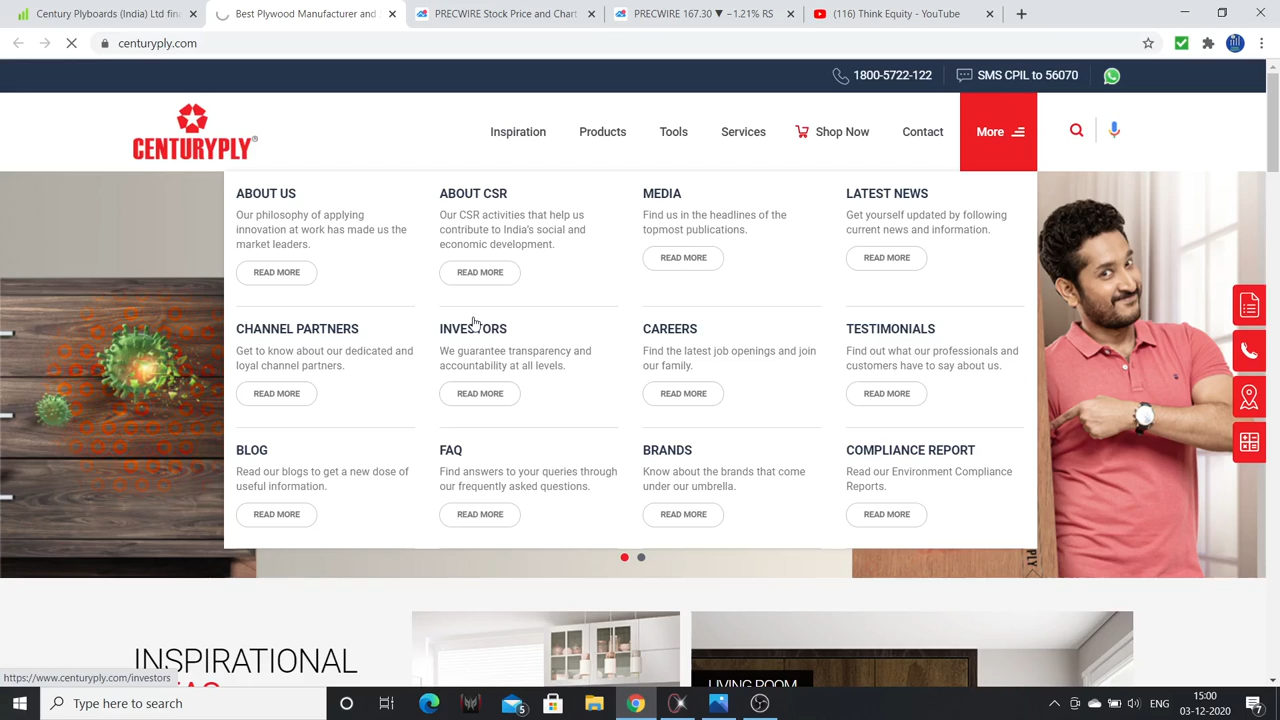 Century Plyboards (India) Ltd fina
Best Plywood Manufacturer and
PRECWIRE Stock Price and Chart
PRECWIRE 167.30 ▼ −1.21% RS
(116) Think Equity - YouTube
centuryply.com
1800-5722-122
SMS CPIL to 56070
CENTURYPLY®
Inspiration
Products
Tools
Services
Shop Now
Contact
More
ABOUT US
Our philosophy of applying
innovation at work has made us the
market leaders.
READ MORE
ABOUT CSR
Our CSR activities that help us
contribute to India's social and
economic development.
READ MORE
MEDIA
Find us in the headlines of the
topmost publications.
READ MORE
LATEST NEWS
Get yourself updated by following
current news and information.
READ MORE
CHANNEL PARTNERS
Get to know about our dedicated and
loyal channel partners.
READ MORE
INVESTORS
We guarantee transparency and
accountability at all levels.
READ MORE
CAREERS
Find the latest job openings and join
our family.
READ MORE
TESTIMONIALS
Find out what our professionals and
customers have to say about us.
READ MORE
BLOG
Read our blogs to get a new dose of
useful information.
READ MORE
FAQ
Find answers to your queries through
our frequently asked questions.
READ MORE
BRANDS
Know about the brands that come
under our umbrella.
READ MORE
COMPLIANCE REPORT
Read our Environment Compliance
Reports.
READ MORE
INSPIRATIONAL
LIVING ROOM
https://www.centuryply.com/investors
Type here to search
5
ENG
15:00
03-12-2020
7